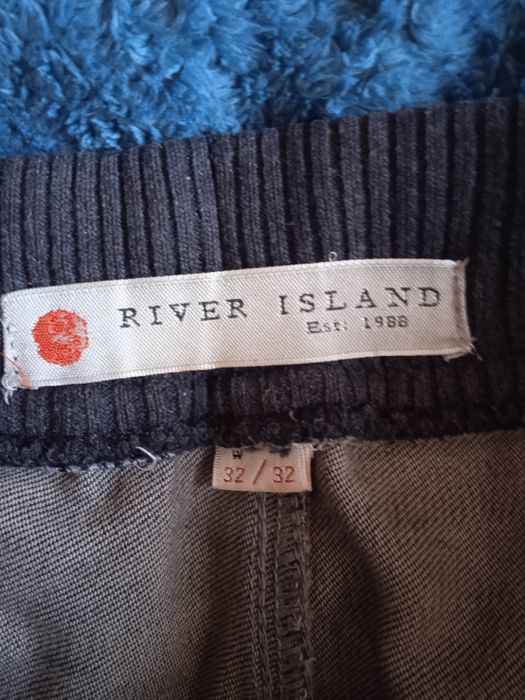 RIVER ISLAND
Est: 1988
32 / 32